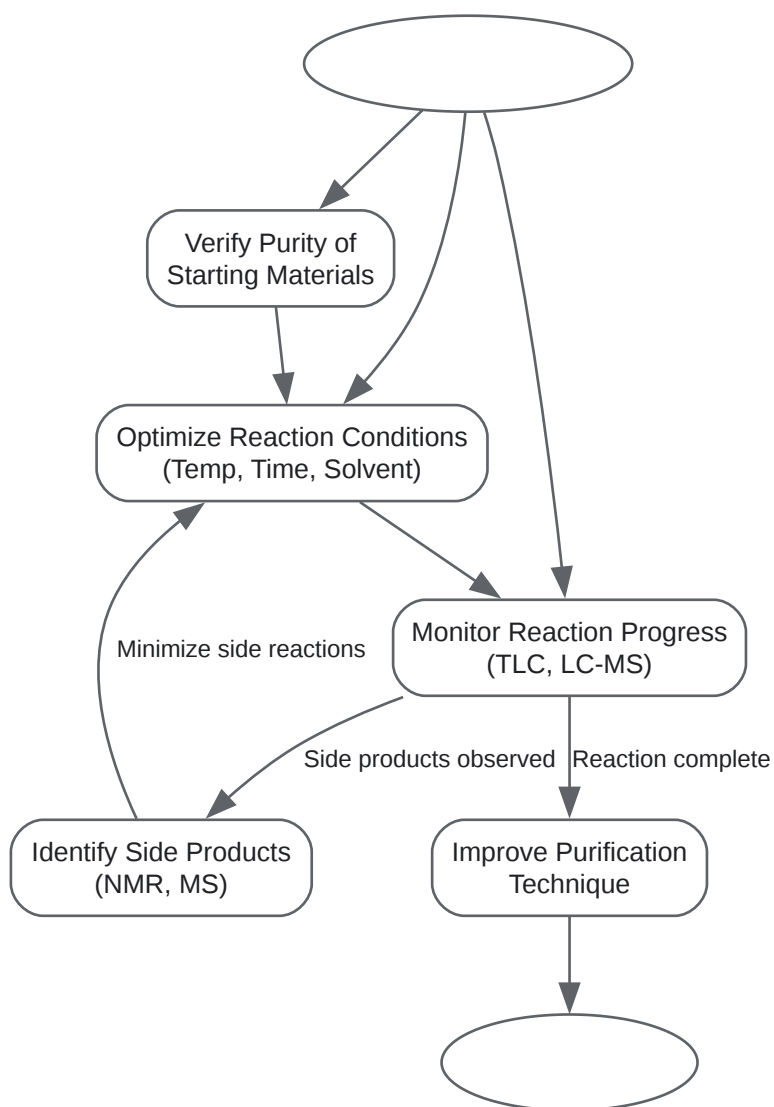 Verify Purity of
Starting Materials
Optimize Reaction Conditions
(Temp, Time, Solvent)
Monitor Reaction Progress
(TLC, LC-MS)
Minimize side reactions
Side products observed
Reaction complete
Identify Side Products
(NMR, MS)
Improve Purification
Technique